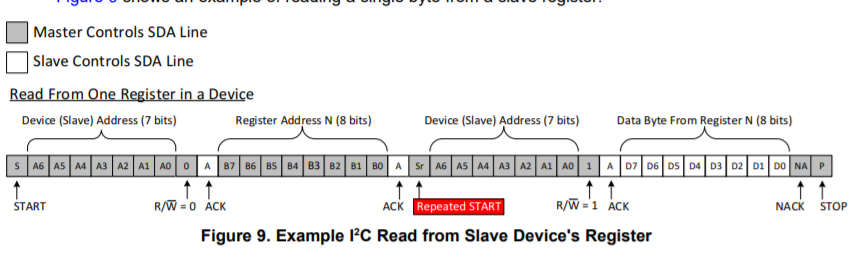 Figure 9 shows an example of reading a single byte from a slave register.
Master Controls SDA Line
Slave Controls SDA Line
Read From One Register in a Device
Device (Slave) Address (7 bits) Register Address N (8 bits) Device (Slave) Address (7 bits) Data Byte From Register N (8 bits)
S A6 A5 A4 A3 A2 A1 A0 0 A B7 B6 B5 B4 B3 B2 B1 B0 A Sr A6 A5 A4 A3 A2 A1 A0 1 A D7 D6 D5 D4 D3 D2 D1 D0 NA P
START R/W̅ = 0 ACK ACK Repeated START R/W̅ = 1 ACK NACK STOP
Figure 9. Example I²C Read from Slave Device's Register